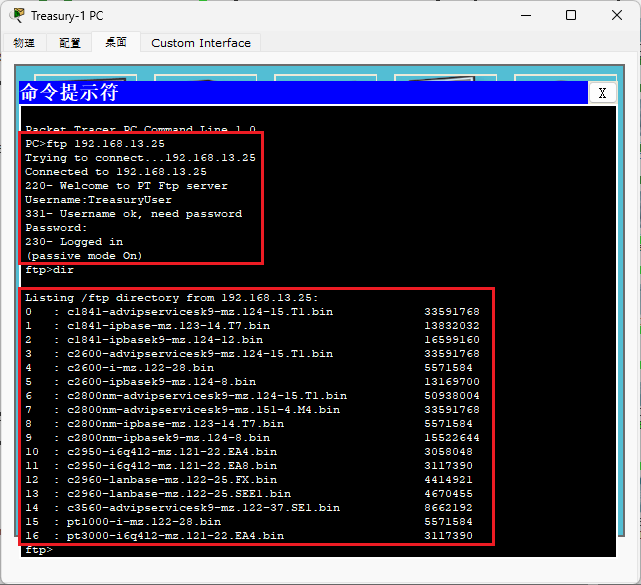 Treasury-1 PC
物理 配置 桌面 Custom Interface
命令提示符 X
Packet Tracer PC Command Line 1.0
PC>ftp 192.168.13.25
Trying to connect...192.168.13.25
Connected to 192.168.13.25
220- Welcome to PT Ftp server
Username:TreasuryUser
331- Username ok, need password
Password:
230- Logged in
(passive mode On)
ftp>dir
Listing /ftp directory from 192.168.13.25:
0 : c1841-advipservicesk9-mz.124-15.T1.bin 33591768
1 : c1841-ipbase-mz.123-14.T7.bin 13832032
2 : c1841-ipbasek9-mz.124-12.bin 16599160
3 : c2600-advipservicesk9-mz.124-15.T1.bin 33591768
4 : c2600-i-mz.122-28.bin 5571584
5 : c2600-ipbasek9-mz.124-8.bin 13169700
6 : c2800nm-advipservicesk9-mz.124-15.T1.bin 50938004
7 : c2800nm-advipservicesk9-mz.151-4.M4.bin 33591768
8 : c2800nm-ipbase-mz.123-14.T7.bin 5571584
9 : c2800nm-ipbasek9-mz.124-8.bin 15522644
10 : c2950-i6q4l2-mz.121-22.EA4.bin 3058048
11 : c2950-i6q4l2-mz.121-22.EA8.bin 3117390
12 : c2960-lanbase-mz.122-25.FX.bin 4414921
13 : c2960-lanbase-mz.122-25.SEE1.bin 4670455
14 : c3560-advipservicesk9-mz.122-37.SE1.bin 8662192
15 : pt1000-i-mz.122-28.bin 5571584
16 : pt3000-i6q4l2-mz.121-22.EA4.bin 3117390
ftp>